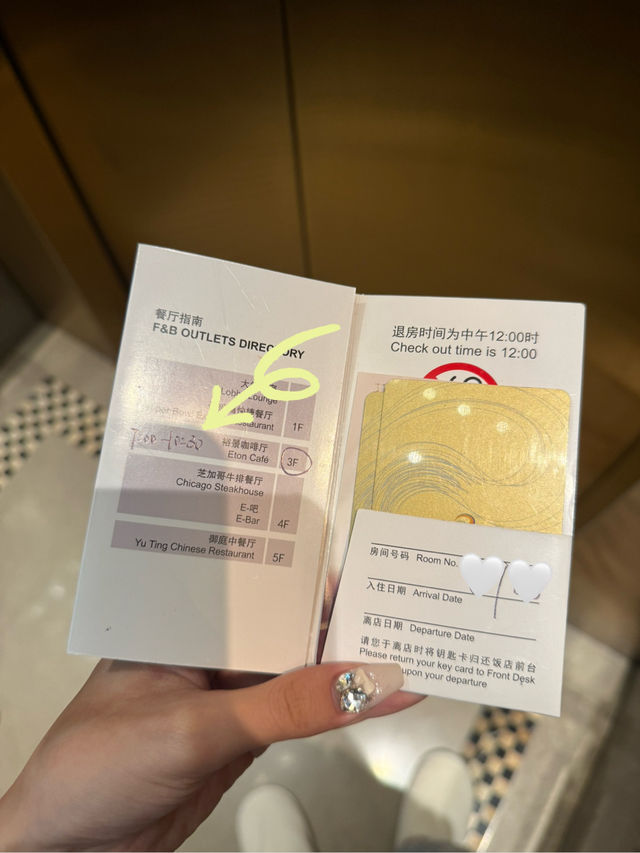 餐厅指南
F&B OUTLETS DIRECTORY
Lobby Lounge
餐厅
Restaurant
1F
7:00-10:30
裕景咖啡厅
Eton Café
3F
芝加哥牛排餐厅
Chicago Steakhouse
E-吧
E-Bar
4F
御庭中餐厅
Yu Ting Chinese Restaurant
5F
退房时间为中午12:00时
Check out time is 12:00
房间号码 Room No.
入住日期 Arrival Date
离店日期 Departure Date
请您于离店时将钥匙卡归还饭店前台
Please return your key card to Front Desk
upon your departure